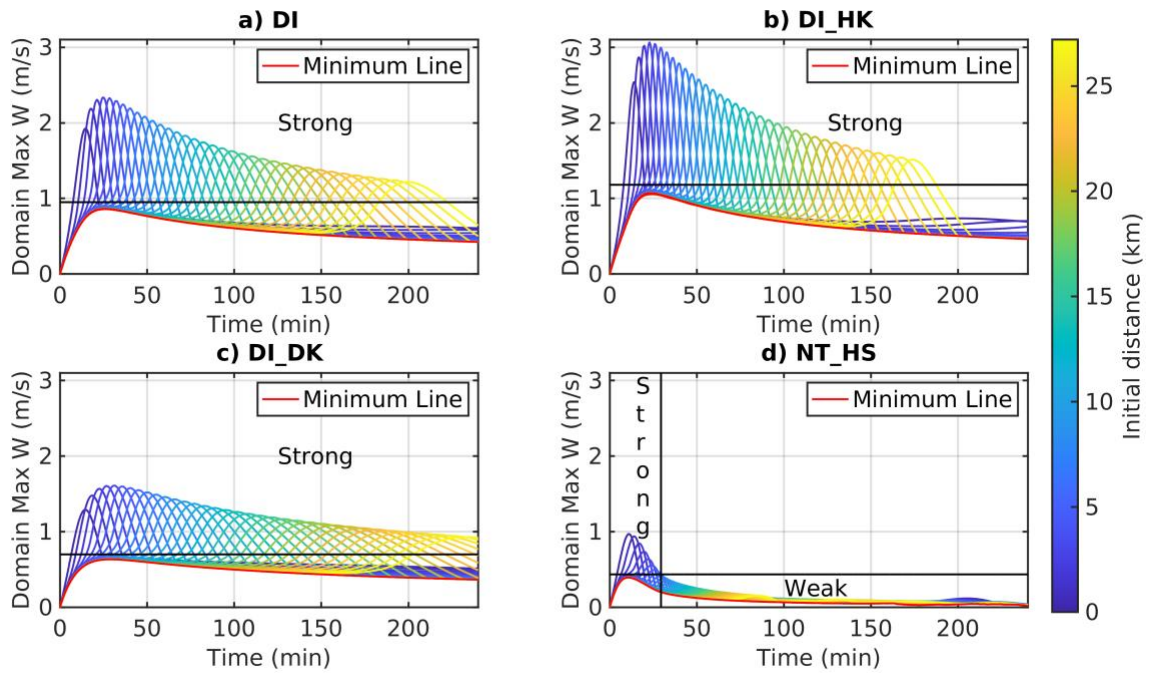 a) DI
Domain Max W (m/s)
3
2
1
0
Minimum Line
Strong
0 50 100 150 200
Time (min)
b) DI_HK
Domain Max W (m/s)
3
2
1
0
Minimum Line
Strong
0 50 100 150 200
Time (min)
c) DI_DK
Domain Max W (m/s)
3
2
1
0
Minimum Line
Strong
0 50 100 150 200
Time (min)
d) NT_HS
Domain Max W (m/s)
3
2
1
0
Minimum Line
Strong
Weak
0 50 100 150 200
Time (min)
25
20
15
10
5
0
Initial distance (km)